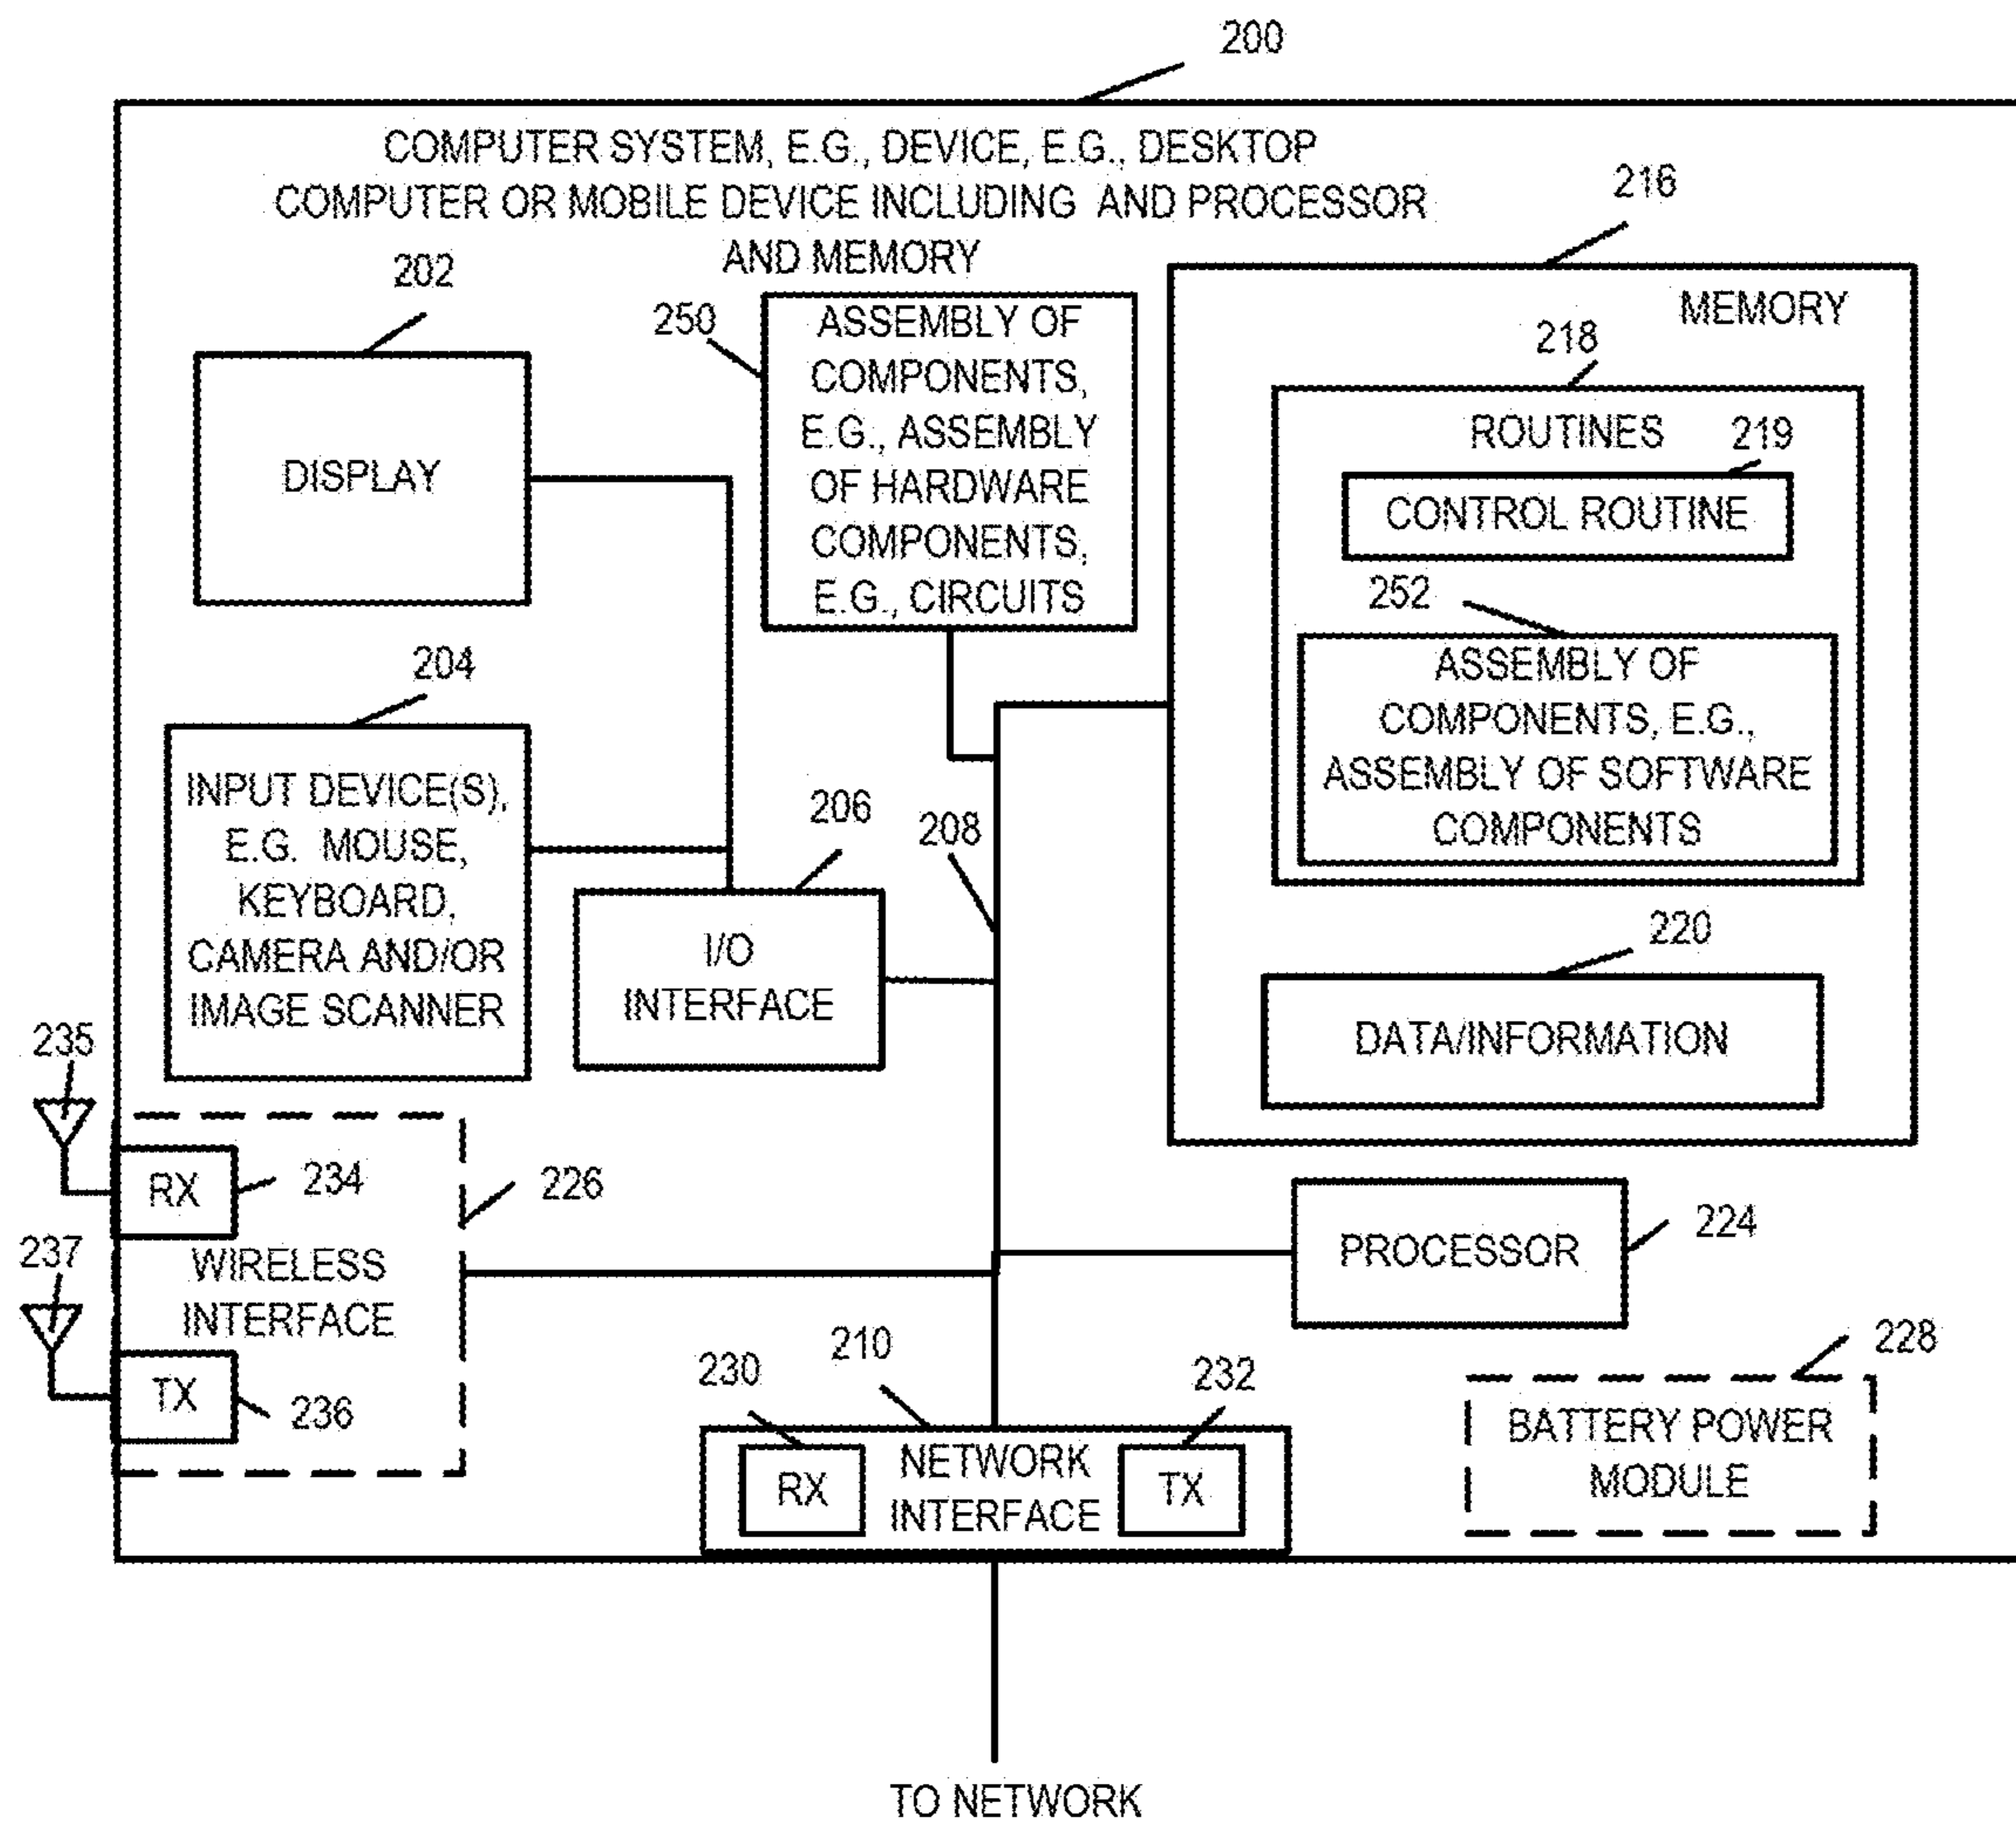 200
COMPUTER SYSTEM, E.G., DEVICE, E.G., DESKTOP
COMPUTER OR MOBILE DEVICE INCLUDING AND PROCESSOR
AND MEMORY
202
DISPLAY
250
ASSEMBLY OF
COMPONENTS,
E.G., ASSEMBLY
OF HARDWARE
COMPONENTS,
E.G., CIRCUITS
216
MEMORY
218
ROUTINES
219
CONTROL ROUTINE
252
ASSEMBLY OF
COMPONENTS, E.G.,
ASSEMBLY OF SOFTWARE
COMPONENTS
220
DATA/INFORMATION
204
INPUT DEVICE(S),
E.G. MOUSE,
KEYBOARD,
CAMERA AND/OR
IMAGE SCANNER
206
I/O
INTERFACE
208
235
RX
234
226
WIRELESS
INTERFACE
237
TX
236
PROCESSOR
224
210
230
RX
NETWORK
INTERFACE
232
TX
228
BATTERY POWER
MODULE
TO NETWORK